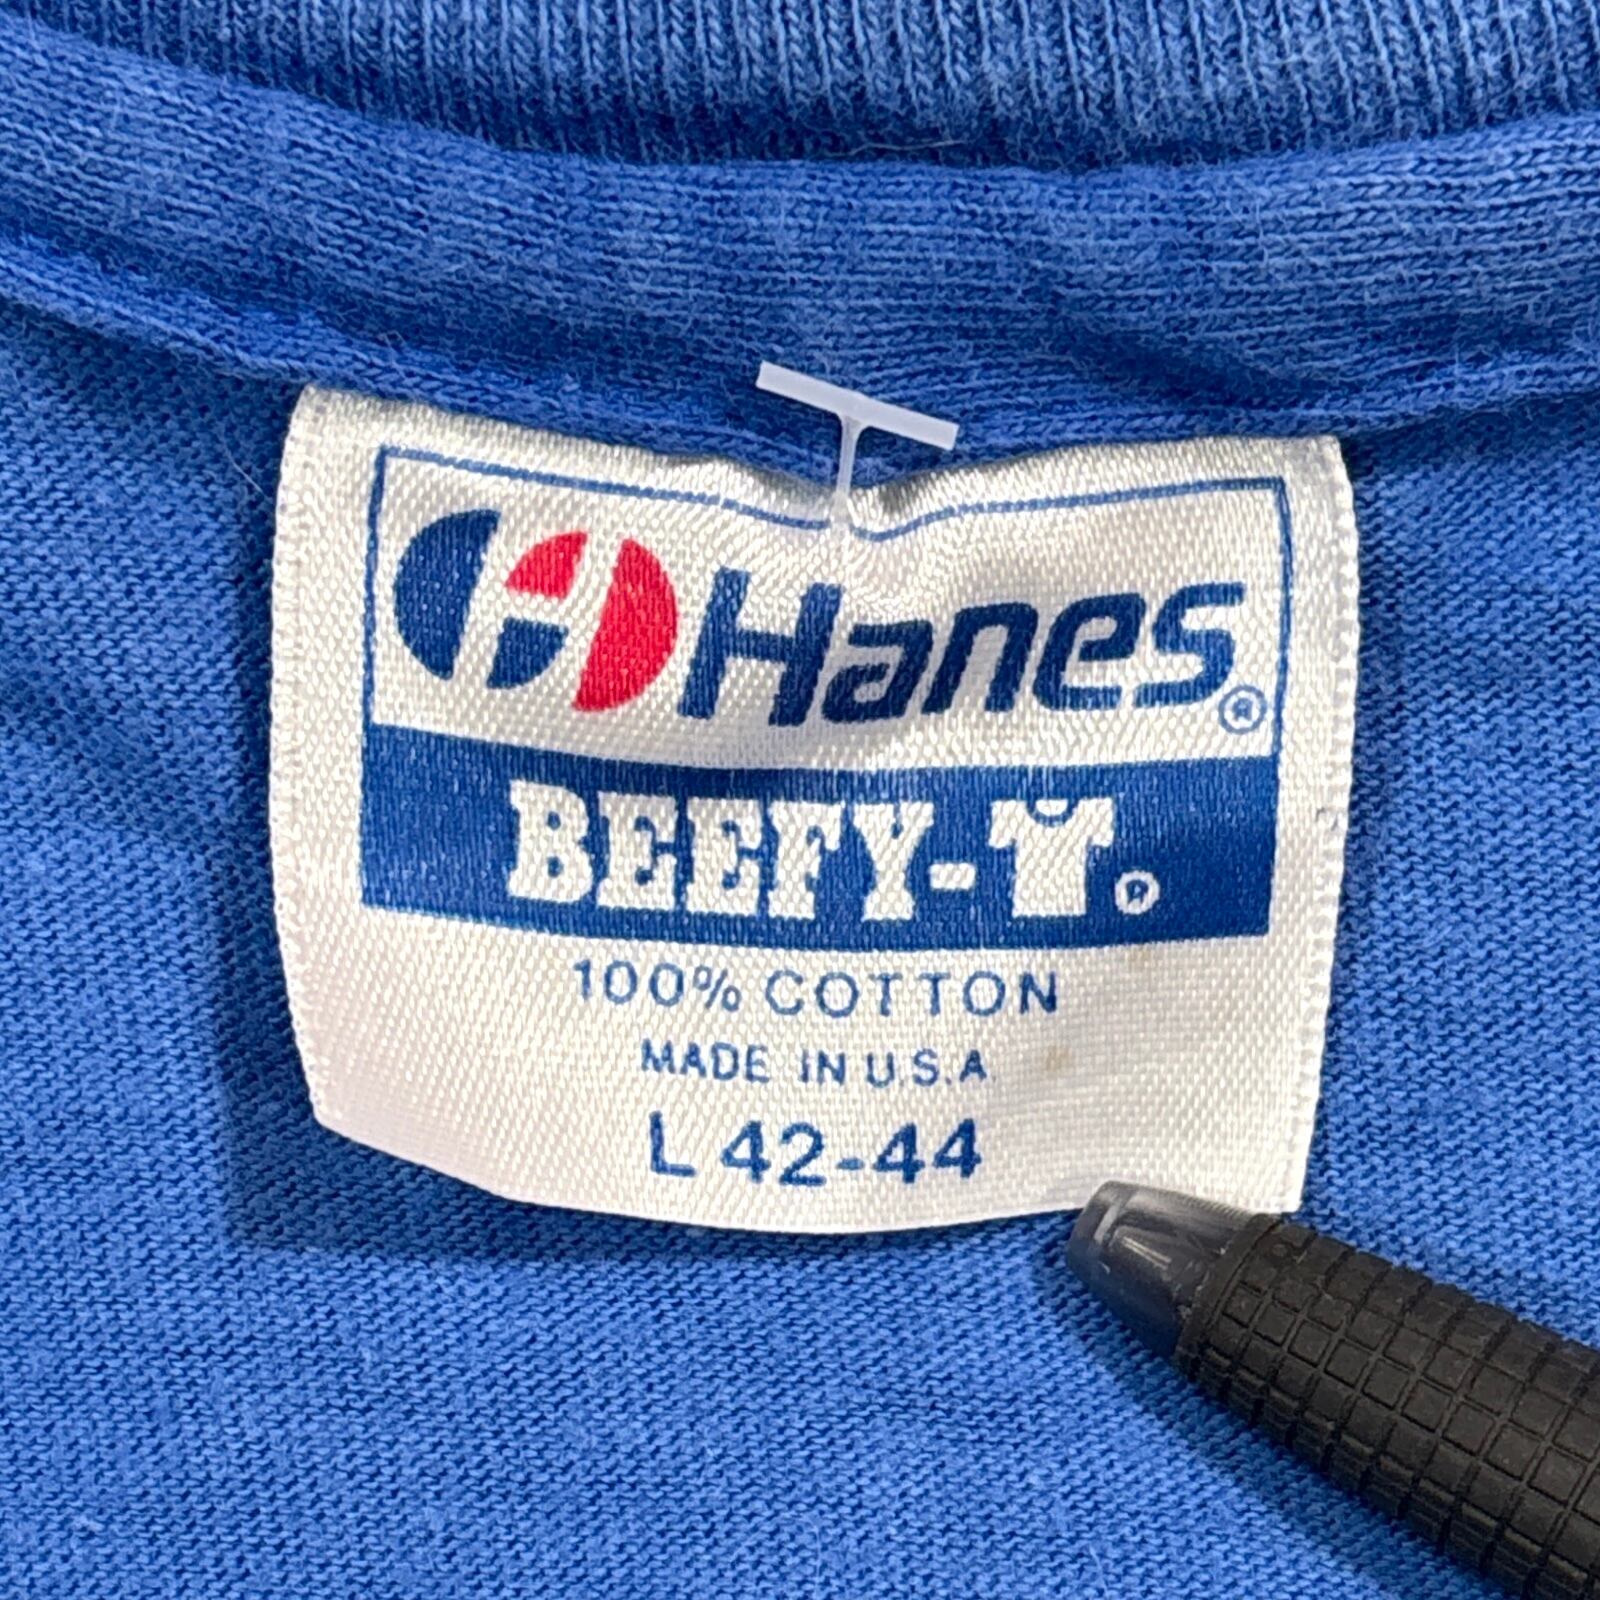 Hanes®
BEEFY-T®
100% COTTON
MADE IN U.S.A.
L 42-44